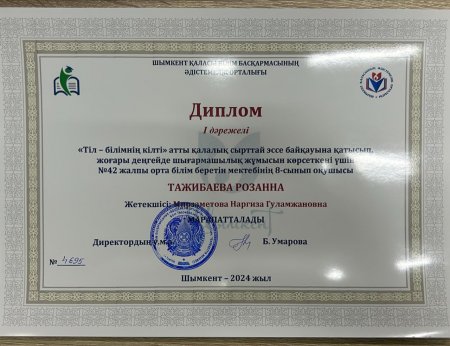 ШЫМКЕНТ ҚАЛАСЫ БІЛІМ БАСҚАРМАСЫНЫҢ
ӘДІСТЕМЕЛІК ОРТАЛЫҒЫ
Диплом
I дәрежелі
«Тіл – білімнің кілті» атты қалалық сырттай эссе байқауына қатысып,
жоғары деңгейде шығармашылық жұмысын көрсеткені үшін
№42 жалпы орта білім беретін мектебінің 8-сынып оқушысы
ТАЖИБАЕВА РОЗАННА
Жетекшісі: Мирзаметова Наргиза Гуламжановна
МАРАПАТТАЛАДЫ
Директордың у.м.а. Б. Умарова
№ 4695
Шымкент – 2024 жыл